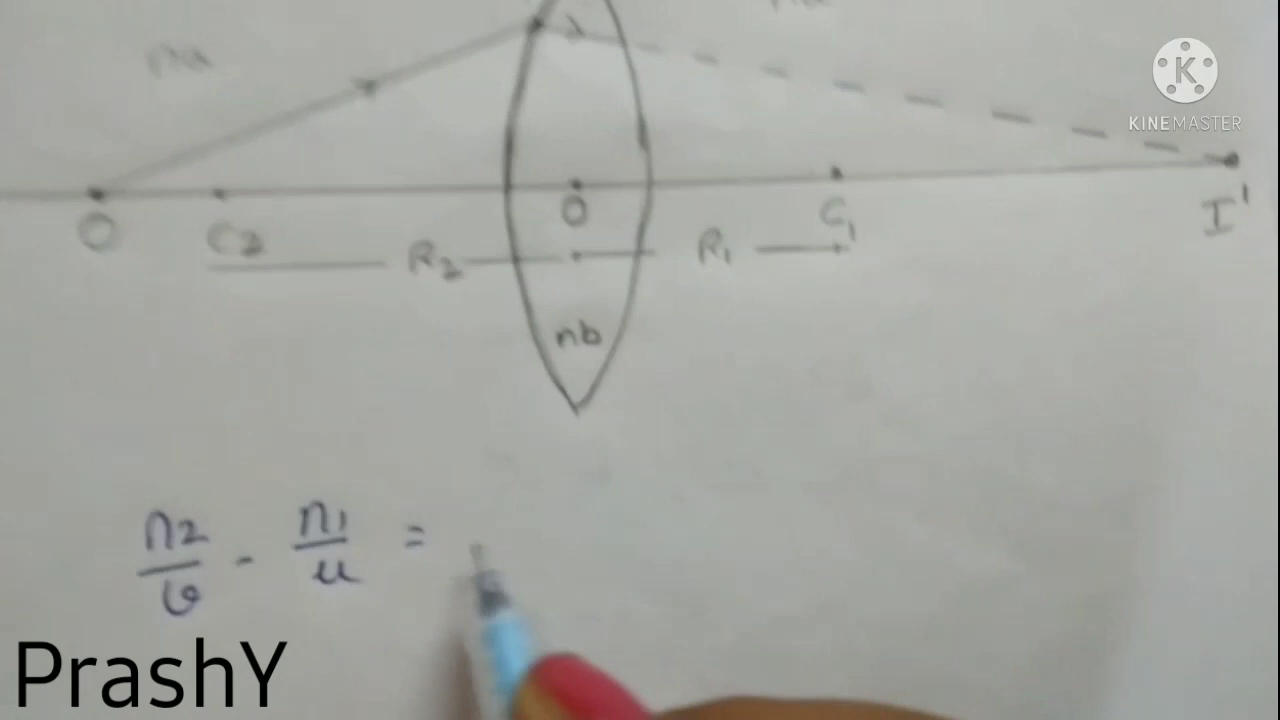 KINEMASTER
O
C2
R2
O
R1
C1
I'
nb
n2/v - n1/u =
PrashY